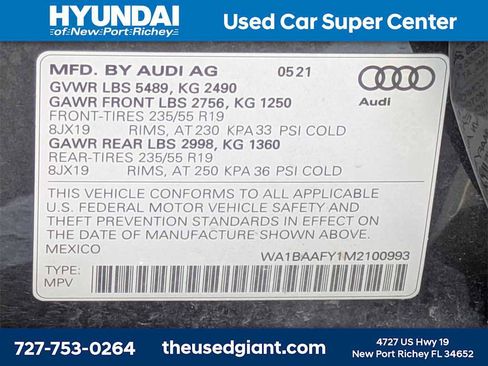 HYUNDAI
of New Port Richey
Used Car Super Center
MFD. BY AUDI AG 0521
GVWR LBS 5489, KG 2490
GAWR FRONT LBS 2756, KG 1250
FRONT-TIRES 235/55 R19
8JX19 RIMS, AT 230 KPA 33 PSI COLD
GAWR REAR LBS 2998, KG 1360
REAR-TIRES 235/55 R19
8JX19 RIMS, AT 250 KPA 36 PSI COLD
Audi
THIS VEHICLE CONFORMS TO ALL APPLICABLE
U.S. FEDERAL MOTOR VEHICLE SAFETY AND
THEFT PREVENTION STANDARDS IN EFFECT
ON THE DATE OF MANUFACTURE SHOWN ABOVE.
MEXICO
WA1BAAFY1M2100993
TYPE:
MPV
727-753-0264
theusedgiant.com
4727 US Hwy 19
New Port Richey FL 34652